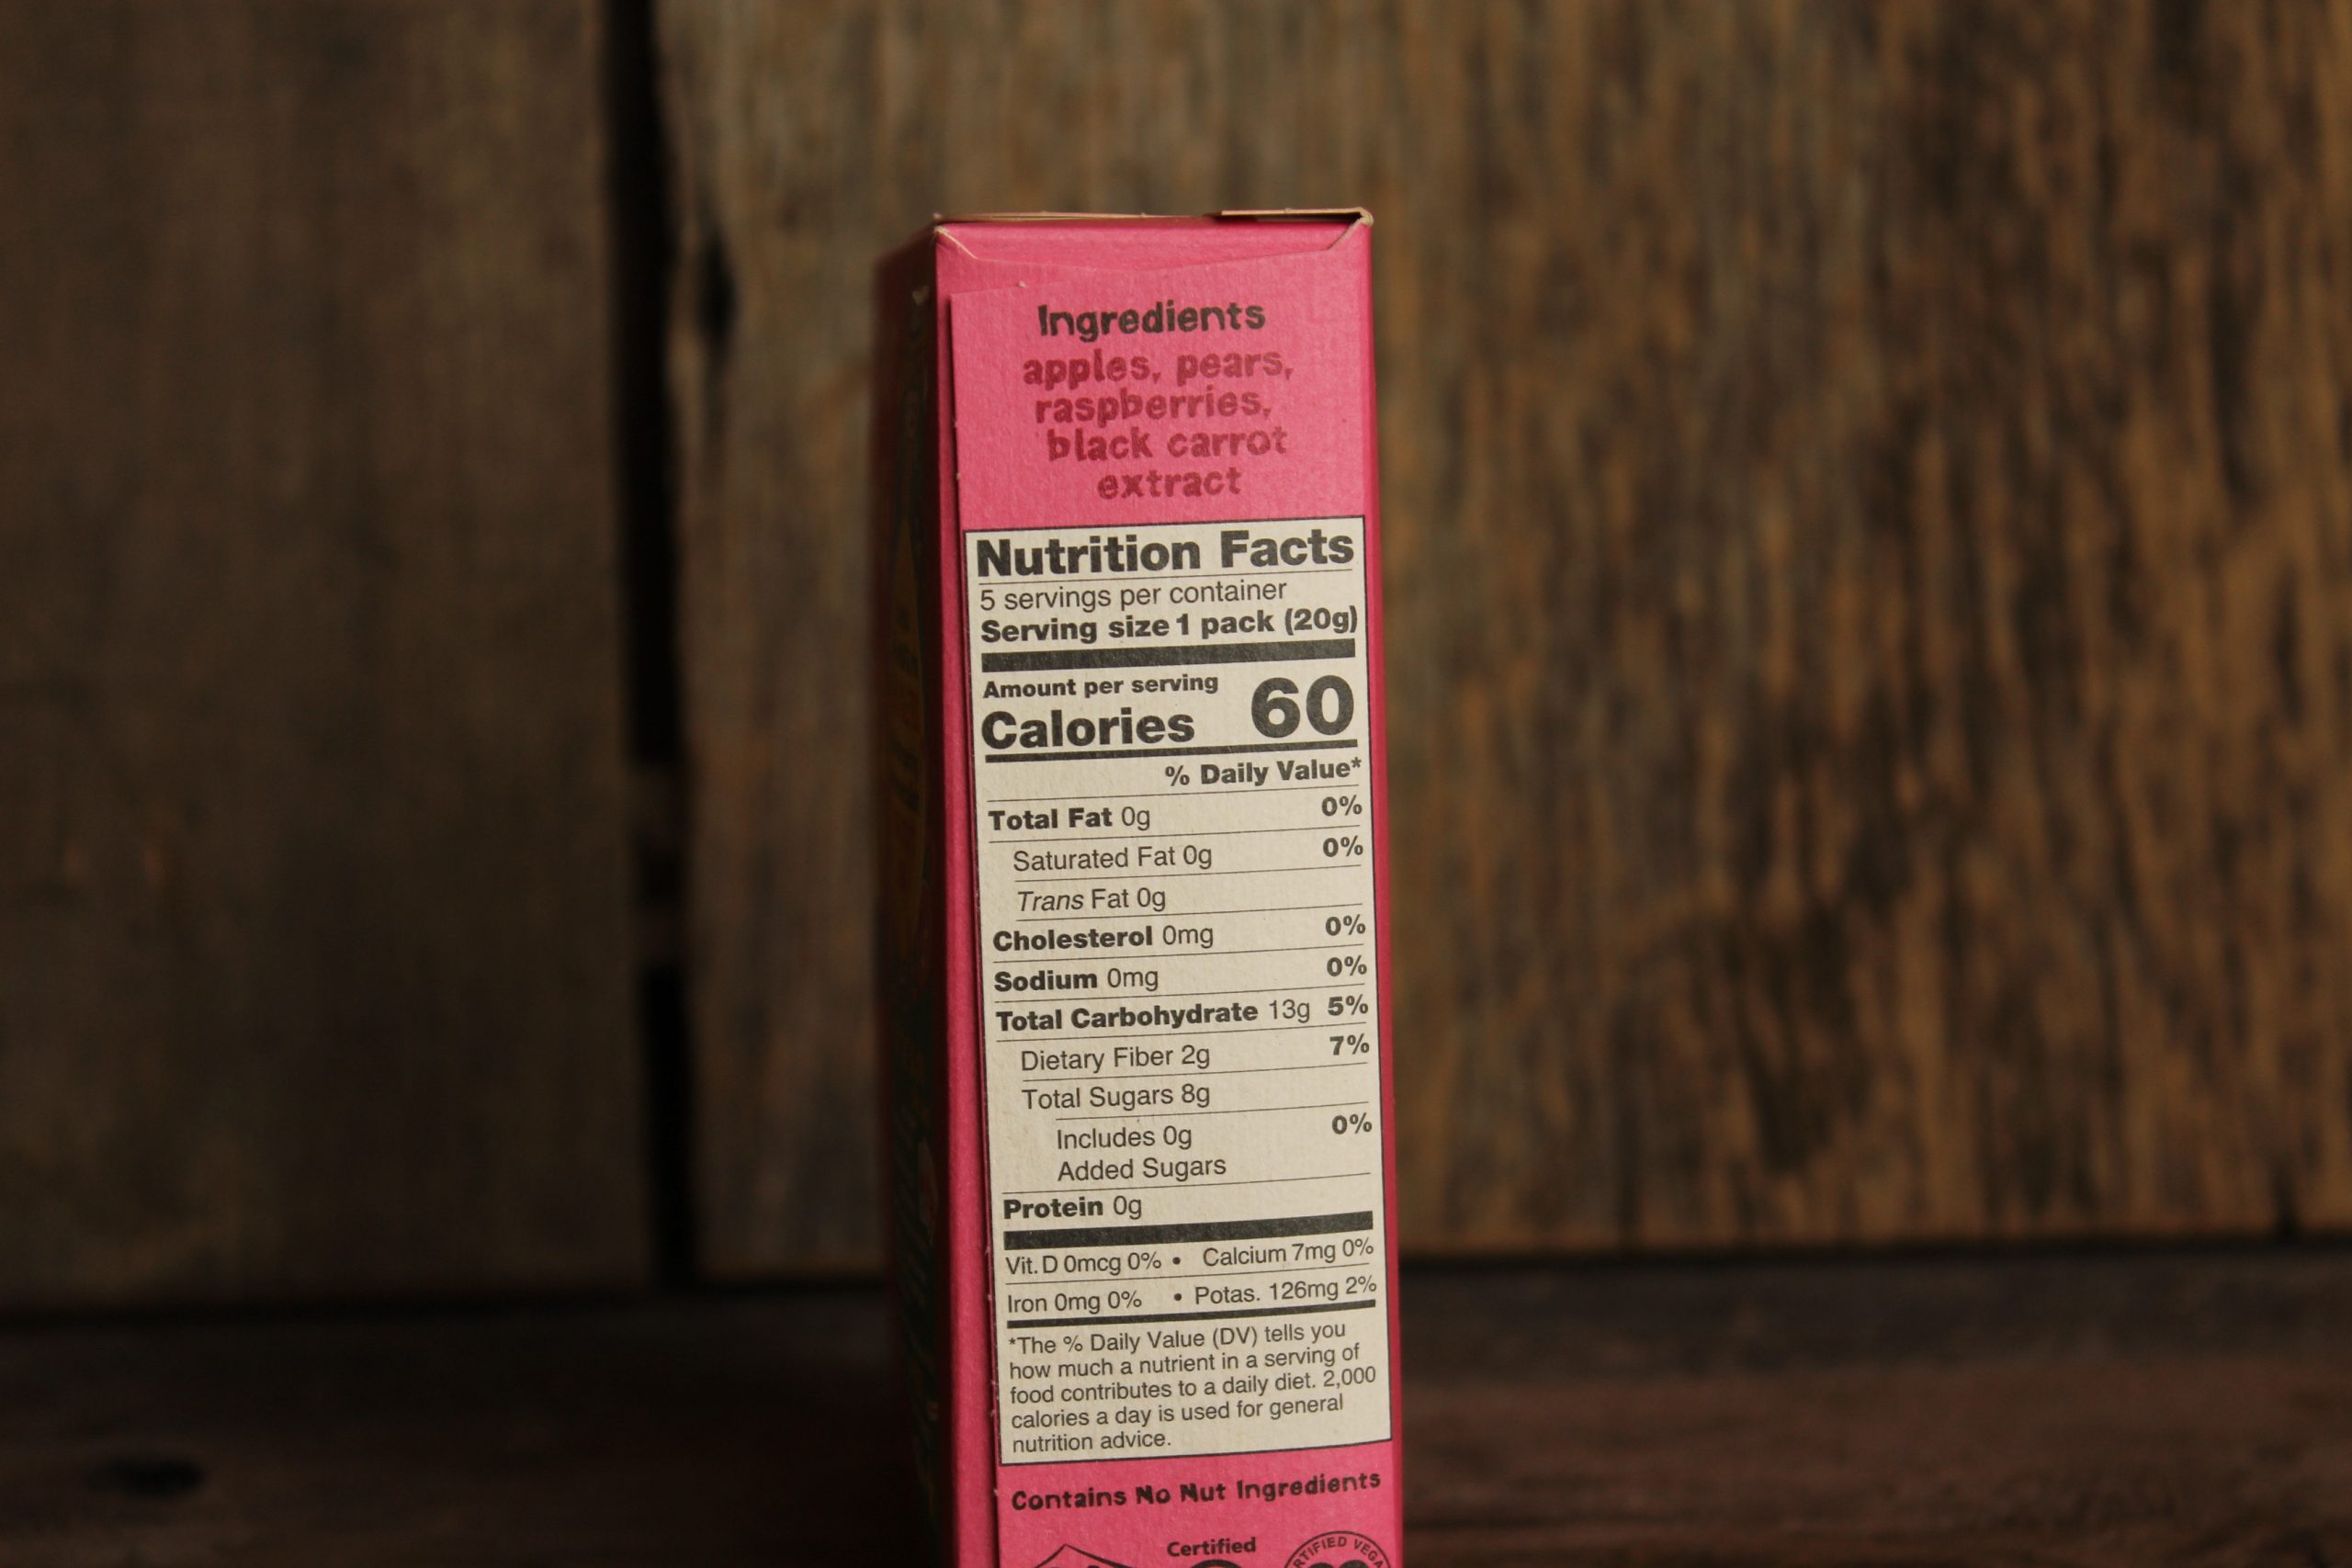 Ingredients
apples, pears,
raspberries,
black carrot
extract
Nutrition Facts
5 servings per container
Serving size 1 pack (20g)
Amount per serving
Calories 60
% Daily Value*
Total Fat 0g 0%
Saturated Fat 0g 0%
Trans Fat 0g
Cholesterol 0mg 0%
Sodium 0mg 0%
Total Carbohydrate 13g 5%
Dietary Fiber 2g 7%
Total Sugars 8g
Includes 0g 0%
Added Sugars
Protein 0g
Vit. D 0mcg 0% • Calcium 7mg 0%
Iron 0mg 0% • Potas. 126mg 2%
*The % Daily Value (DV) tells you
how much a nutrient in a serving of
food contributes to a daily diet. 2,000
calories a day is used for general
nutrition advice.
Contains No Nut Ingredients
Certified